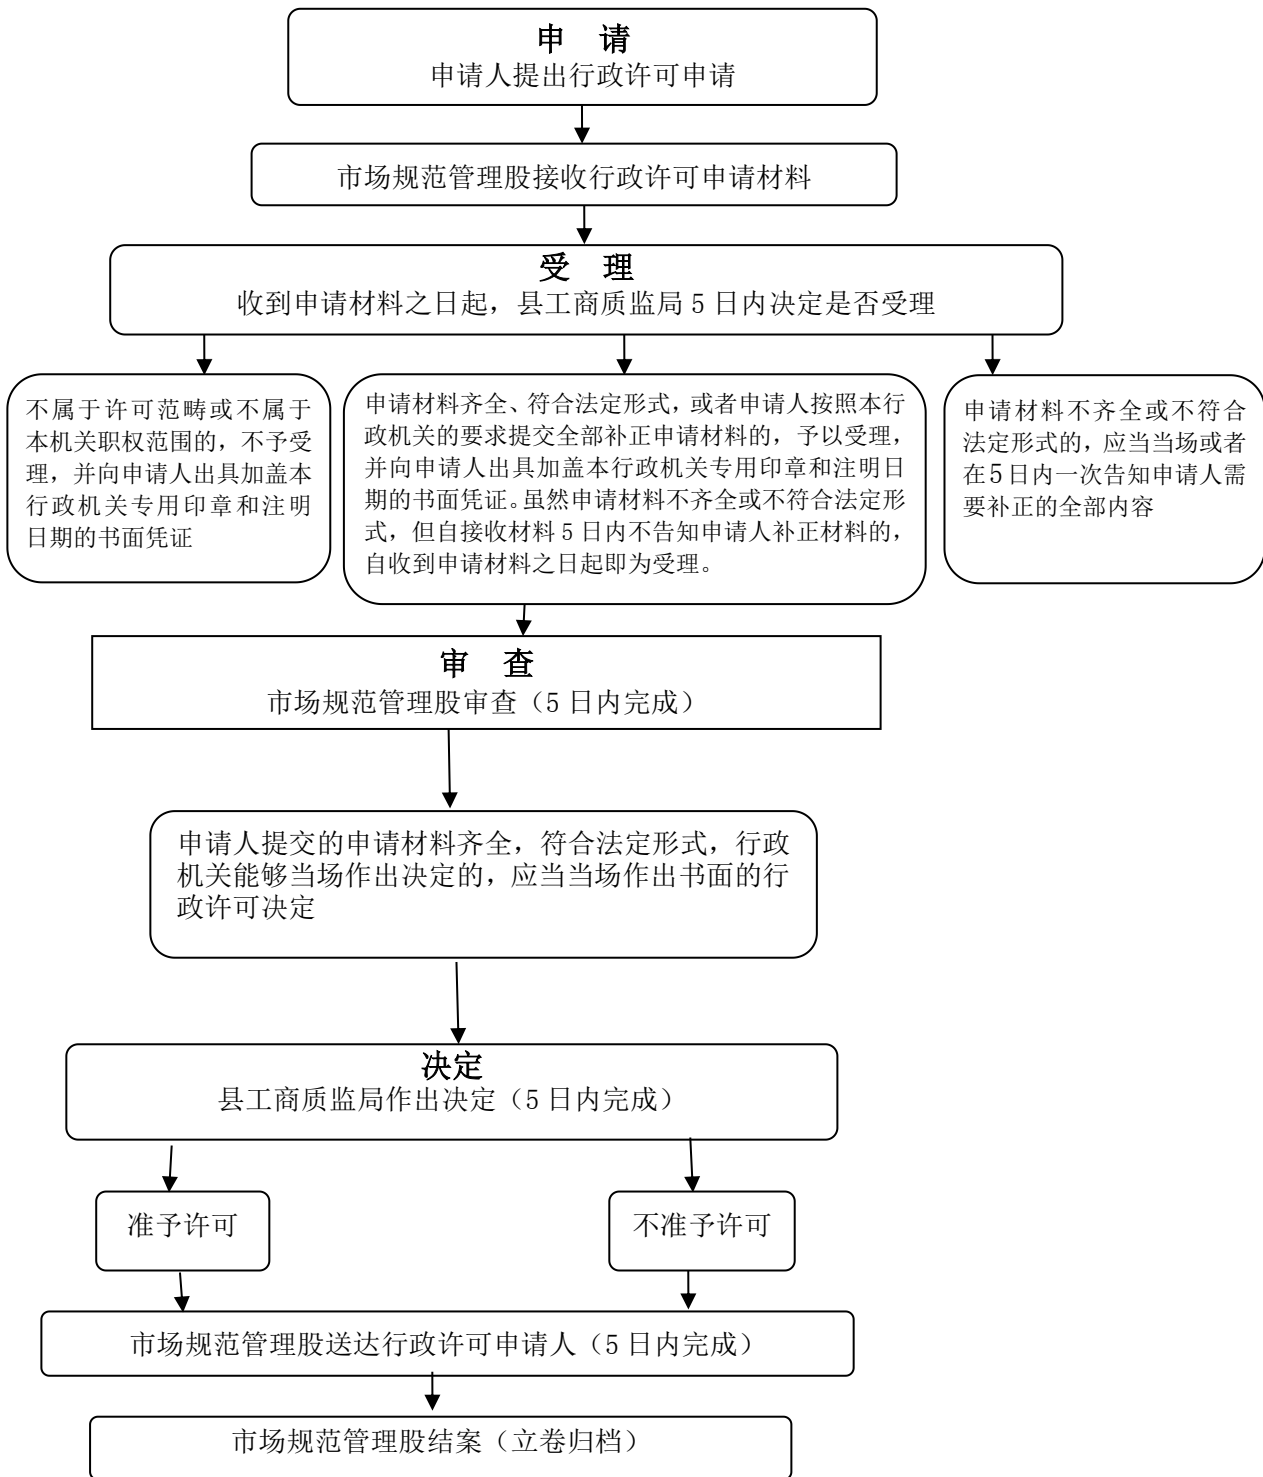 申　请
申请人提出行政许可申请
市场规范管理股接收行政许可申请材料
受　理
收到申请材料之日起，县工商质监局 5 日内决定是否受理
不属于许可范畴或不属于
本机关职权范围的，不予受
理，并向申请人出具加盖本
行政机关专用印章和注明
日期的书面凭证
申请材料齐全、符合法定形式，或者申请人按照本行
政机关的要求提交全部补正申请材料的，予以受理，
并向申请人出具加盖本行政机关专用印章和注明日
期的书面凭证。虽然申请材料不齐全或不符合法定形
式，但自接收材料 5 日内不告知申请人补正材料的，
自收到申请材料之日起即为受理。
申请材料不齐全或不符合
法定形式的，应当当场或者
在 5 日内一次告知申请人需
要补正的全部内容
审　查
市场规范管理股审查（5 日内完成）
申请人提交的申请材料齐全，符合法定形式，行政
机关能够当场作出决定的，应当当场作出书面的行
政许可决定
决定
县工商质监局作出决定（5 日内完成）
准予许可
不准予许可
市场规范管理股送达行政许可申请人（5 日内完成）
市场规范管理股结案（立卷归档）